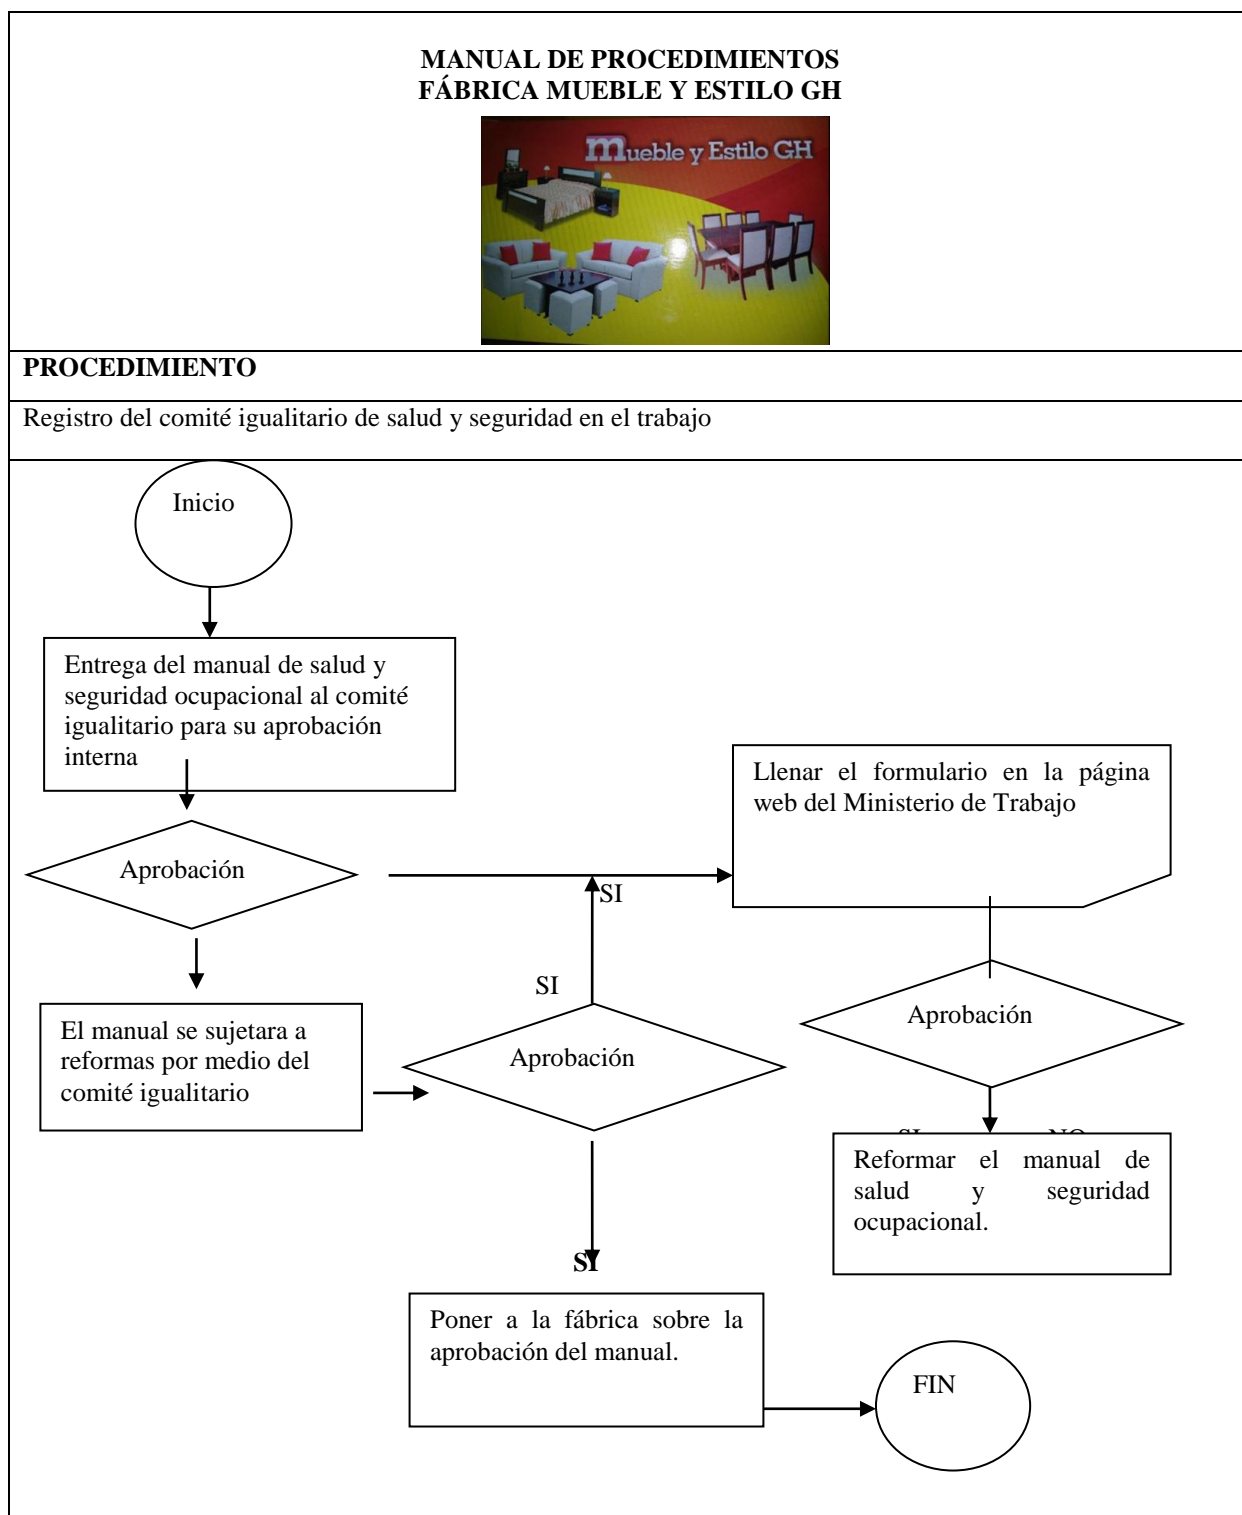 MANUAL DE PROCEDIMIENTOS
FÁBRICA MUEBLE Y ESTILO GH
mueble y Estilo GH
PROCEDIMIENTO
Registro del comité igualitario de salud y seguridad en el trabajo
Inicio
Entrega del manual de salud y
seguridad ocupacional al comité
igualitario para su aprobación
interna
Llenar el formulario en la página
web del Ministerio de Trabajo
Aprobación
SI
SI
El manual se sujetara a
reformas por medio del
comité igualitario
Aprobación
Aprobación
SI NO
Reformar el manual de
salud y seguridad
ocupacional.
SI
Poner a la fábrica sobre la
aprobación del manual.
FIN